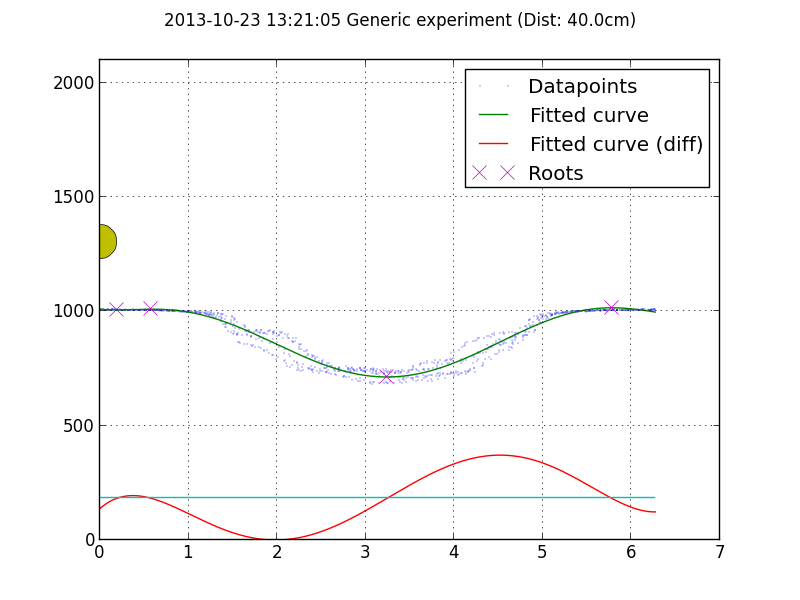 2013-10-23 13:21:05 Generic experiment (Dist: 40.0cm)
2000
1500
1000
500
0
Datapoints
Fitted curve
Fitted curve (diff)
Roots
0 1 2 3 4 5 6 7